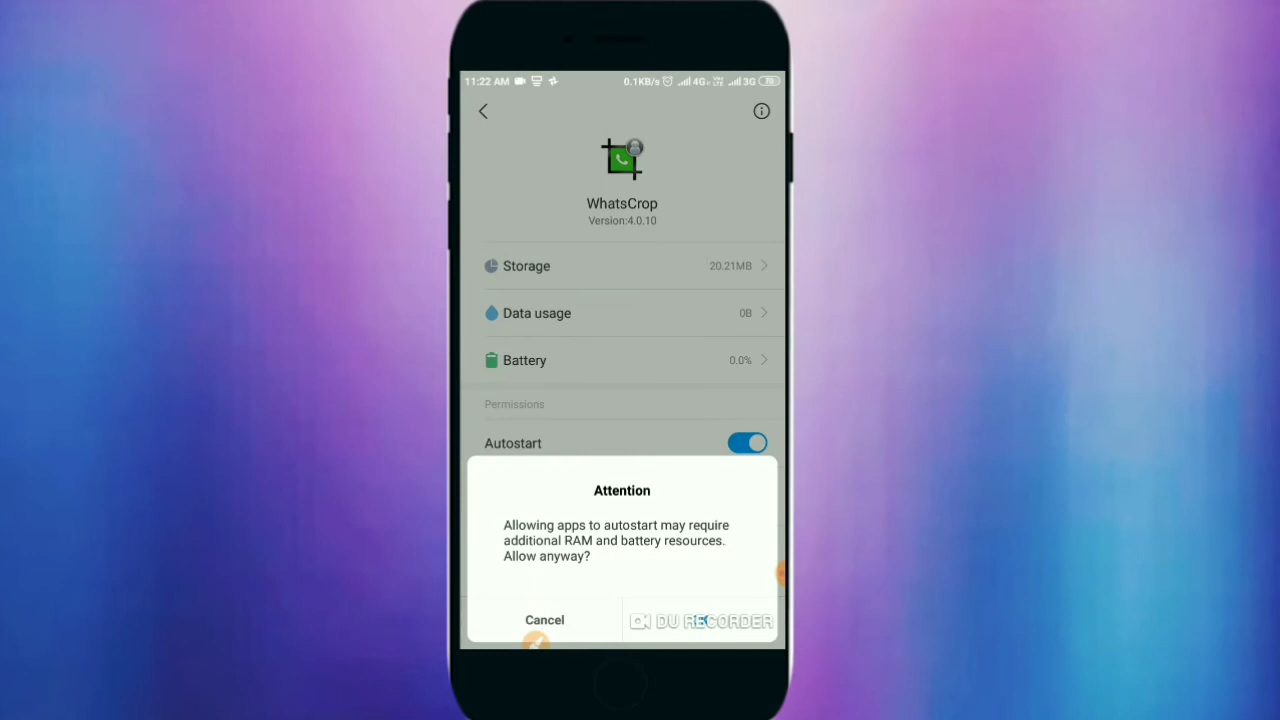 11:22 AM 0.1KB/s 4G 3G 70
WhatsCrop
Version:4.0.10
Storage 20.21MB
Data usage 0B
Battery 0.0%
Permissions
Autostart
Attention
Allowing apps to autostart may require
additional RAM and battery resources.
Allow anyway?
Cancel
DU RECORDER